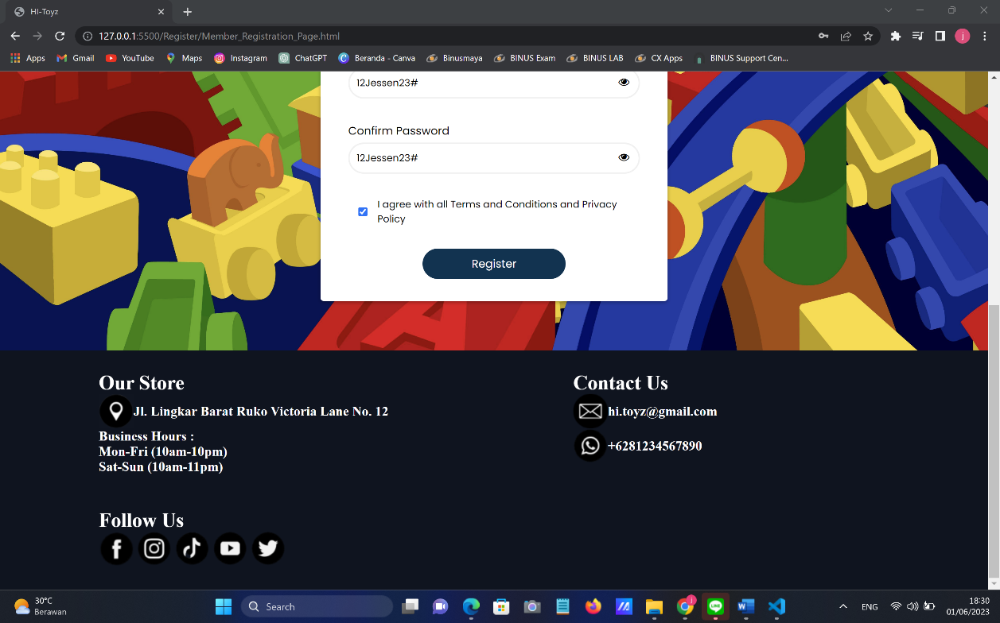 HI-Toyz
127.0.0.1:5500/Register/Member_Registration_Page.html
j
Apps Gmail YouTube Maps Instagram ChatGPT Beranda - Canva Binusmaya BINUS Exam BINUS LAB CX Apps BINUS Support Cen...
12Jessen23#
Confirm Password
12Jessen23#
I agree with all Terms and Conditions and Privacy
Policy
Register
A
Our Store
Jl. Lingkar Barat Ruko Victoria Lane No. 12
Business Hours :
Mon-Fri (10am-10pm)
Sat-Sun (10am-11pm)
Contact Us
hi.toyz@gmail.com
+6281234567890
Follow Us
30°C
Berawan
Search
ENG
18:30
01/06/2023